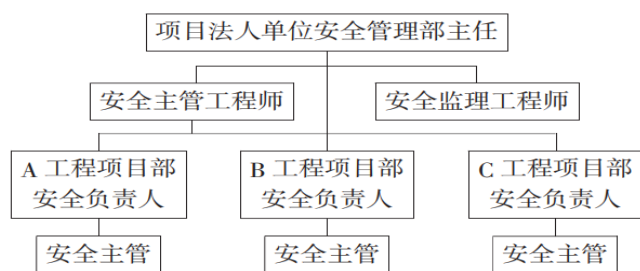 项目法人单位安全管理部主任
安全主管工程师
安全监理工程师
A 工程项目部
安全负责人
B 工程项目部
安全负责人
C 工程项目部
安全负责人
安全主管
安全主管
安全主管